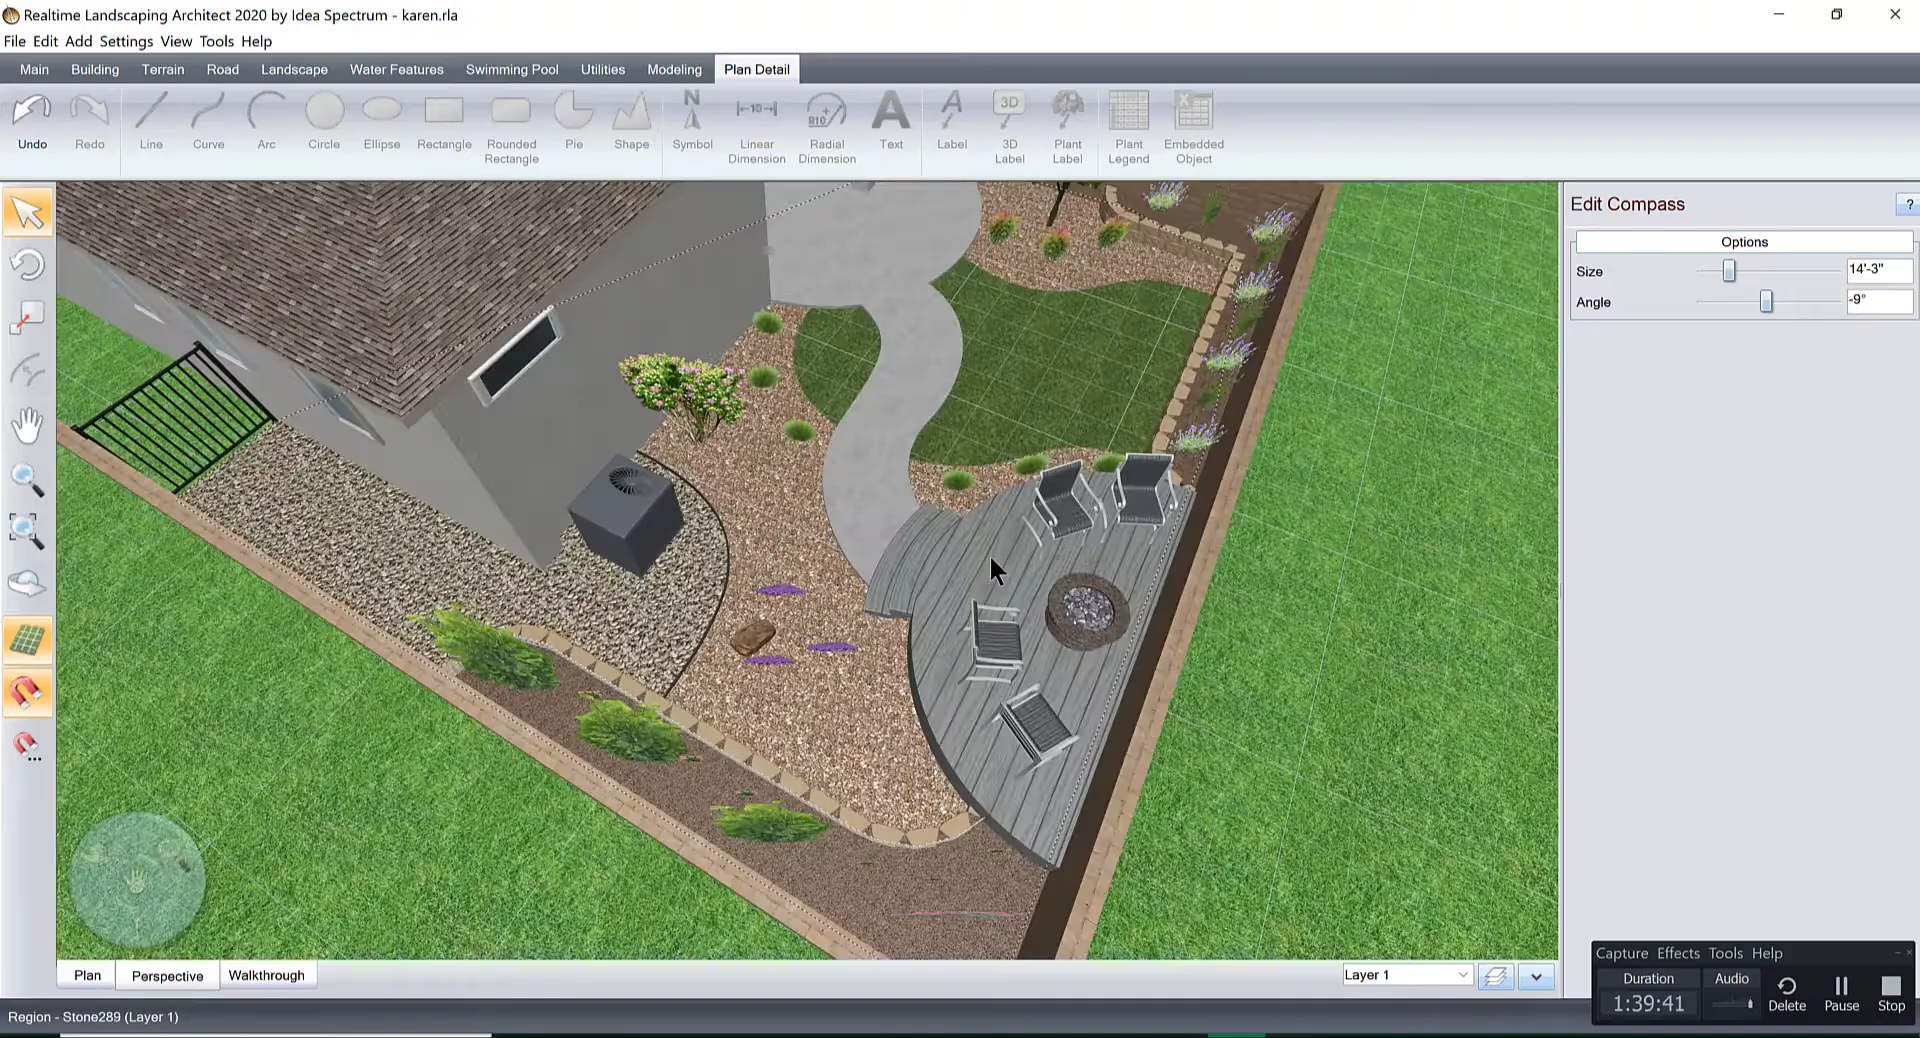 Realtime Landscaping Architect 2020 by Idea Spectrum - karen.rla
File Edit Add Settings View Tools Help
Main Building Terrain Road Landscape Water Features Swimming Pool Utilities Modeling Plan Detail
N 10 R10 A A 3D X
Undo Redo Line Curve Arc Circle Ellipse Rectangle Rounded Rectangle Pie Shape Symbol Linear Dimension Radial Dimension Text Label 3D Label Plant Label Plant Legend Embedded Object
Edit Compass ?
Options
Size 14'-3"
Angle -9°
Plan Perspective Walkthrough Layer 1
Region - Stone289 (Layer 1)
Capture Effects Tools Help
Duration Audio
1:39:41 Delete Pause Stop